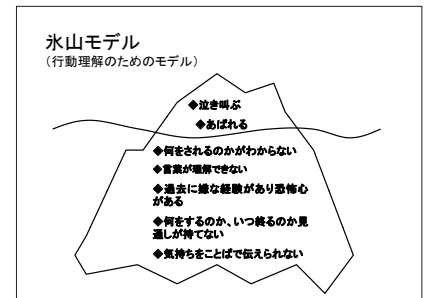 氷山モデル
(行動理解のためのモデル)
◆泣き叫ぶ
◆あばれる
◆何をされるのかがわからない
◆言葉が理解できない
◆過去に嫌な経験があり恐怖心
がある
◆何をするのか、いつ終るのか見
通しが持てない
◆気持ちをことばで伝えられない